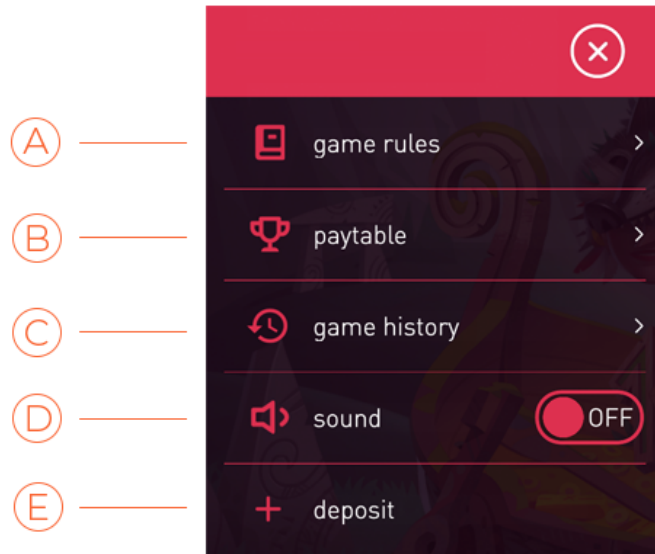 A game rules
B paytable
C game history
D sound OFF
E deposit